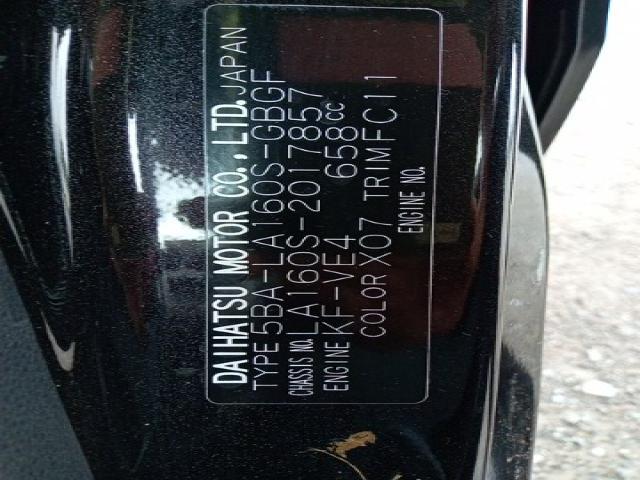 DAIHATSU MOTOR CO., LTD. JAPAN
TYPE 5BA-LA160S-GBGF
CHASSIS NO. LA160S-2017857
ENGINE KF-VE4 658cc
COLOR X07 TRIM FC11
ENGINE NO.